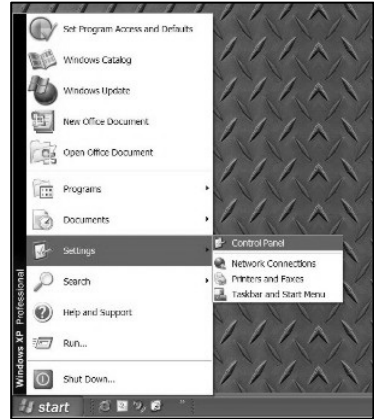 Set Program Access and Defaults
Windows Catalog
Windows Update
New Office Document
Open Office Document
Programs
Documents
Settings
Control Panel
Network Connections
Printers and Faxes
Taskbar and Start Menu
Search
Help and Support
Run...
Shut Down...
Windows XP Professional
start